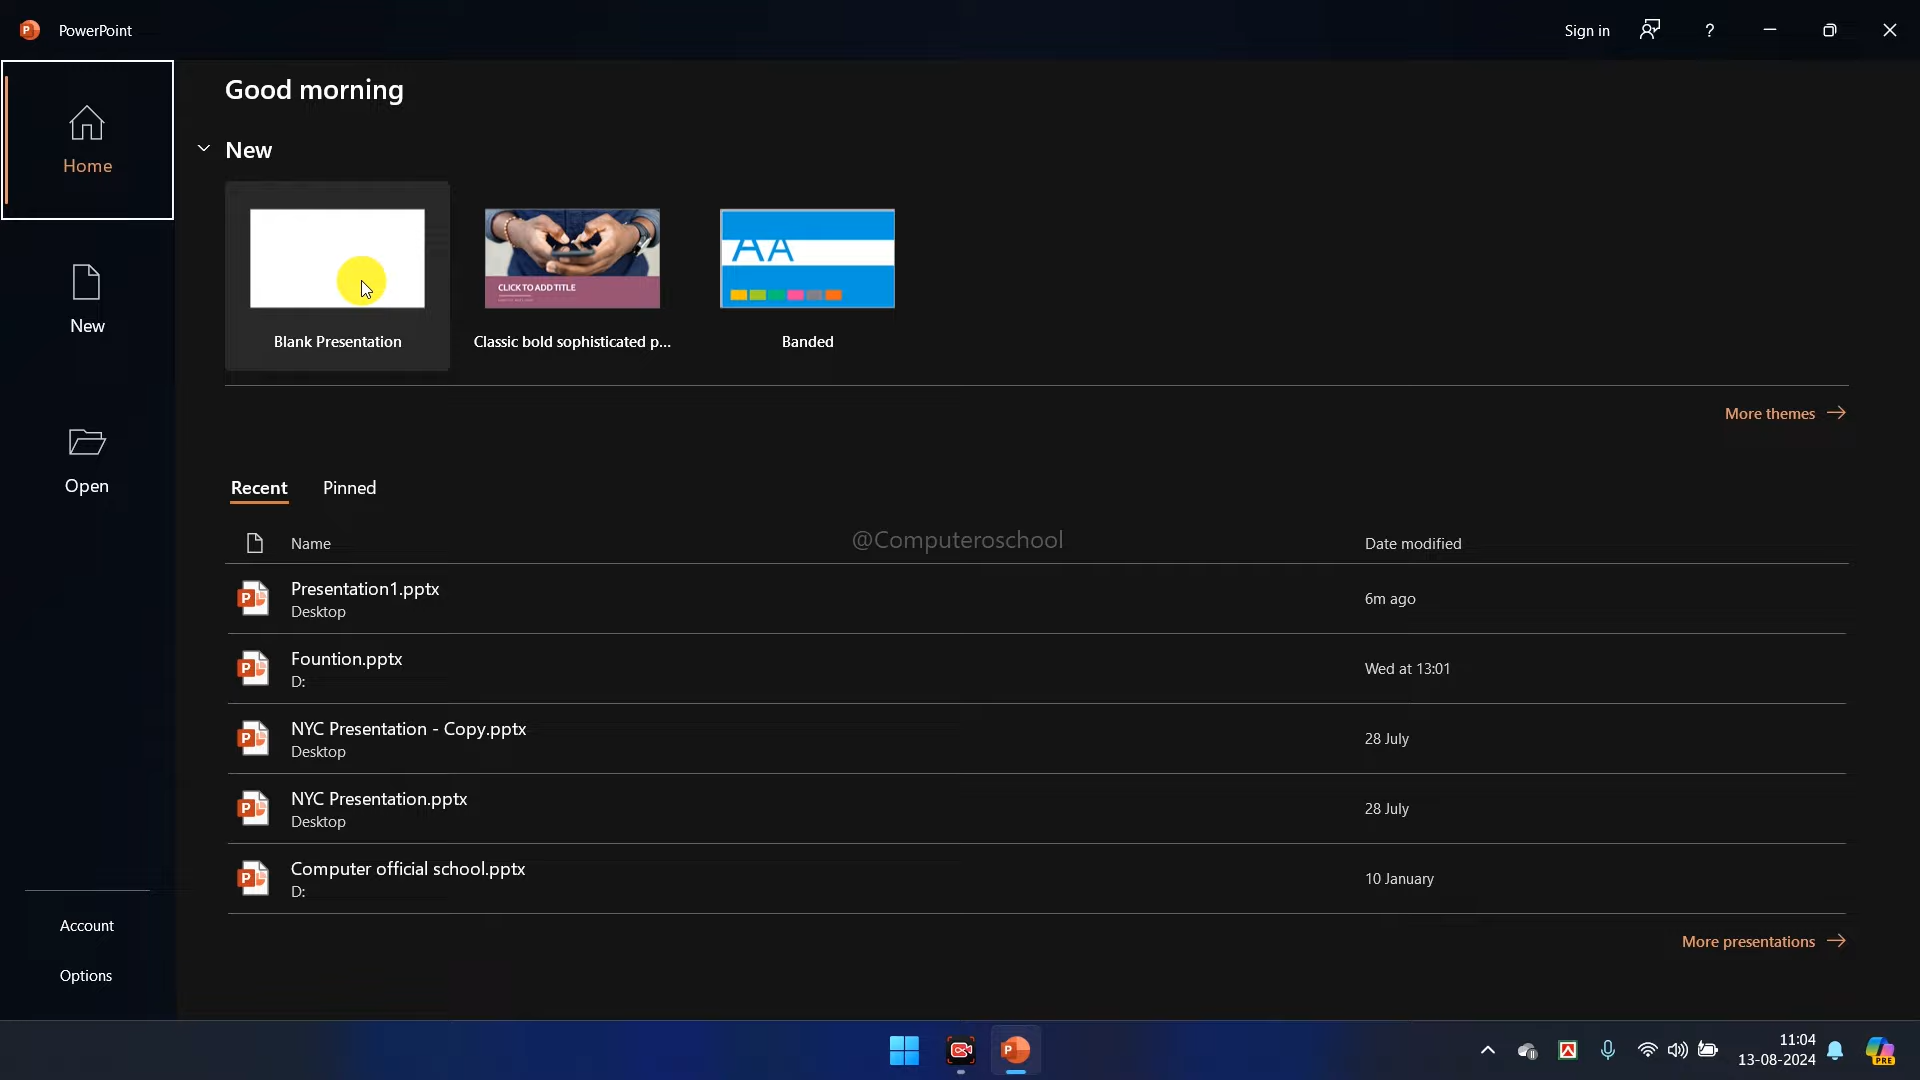 PowerPoint
Sign in
Good morning
Home
New
New
Open
CLICK TO ADD TITLE
AA
Blank Presentation
Classic bold sophisticated p...
Banded
More themes
Recent
Pinned
Name
@Computeroschool
Date modified
Presentation1.pptx
Desktop
6m ago
Fountion.pptx
D:
Wed at 13:01
NYC Presentation - Copy.pptx
Desktop
28 July
NYC Presentation.pptx
Desktop
28 July
Computer official school.pptx
D:
10 January
More presentations
Account
Options
11:04
13-08-2024
PRE